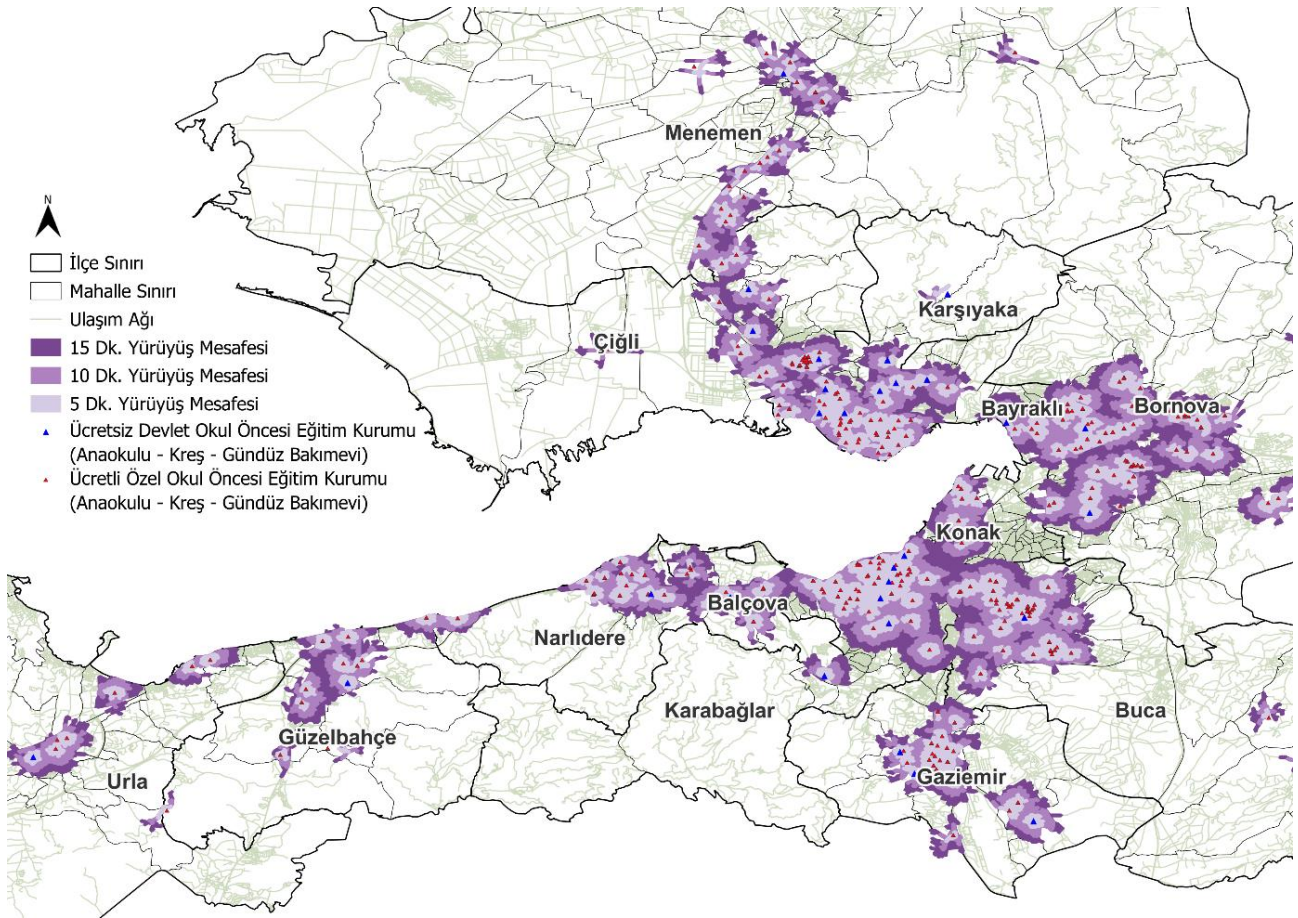 N
İlçe Sınırı
Mahalle Sınırı
Ulaşım Ağı
15 Dk. Yürüyüş Mesafesi
10 Dk. Yürüyüş Mesafesi
5 Dk. Yürüyüş Mesafesi
Ücretsiz Devlet Okul Öncesi Eğitim Kurumu
(Anaokulu - Kreş - Gündüz Bakımevi)
Ücretli Özel Okul Öncesi Eğitim Kurumu
(Anaokulu - Kreş - Gündüz Bakımevi)
Menemen
Karşıyaka
Çiğli
Bayraklı
Bornova
Konak
Balçova
Narlıdere
Karabağlar
Buca
Güzelbahçe
Gaziemir
Urla